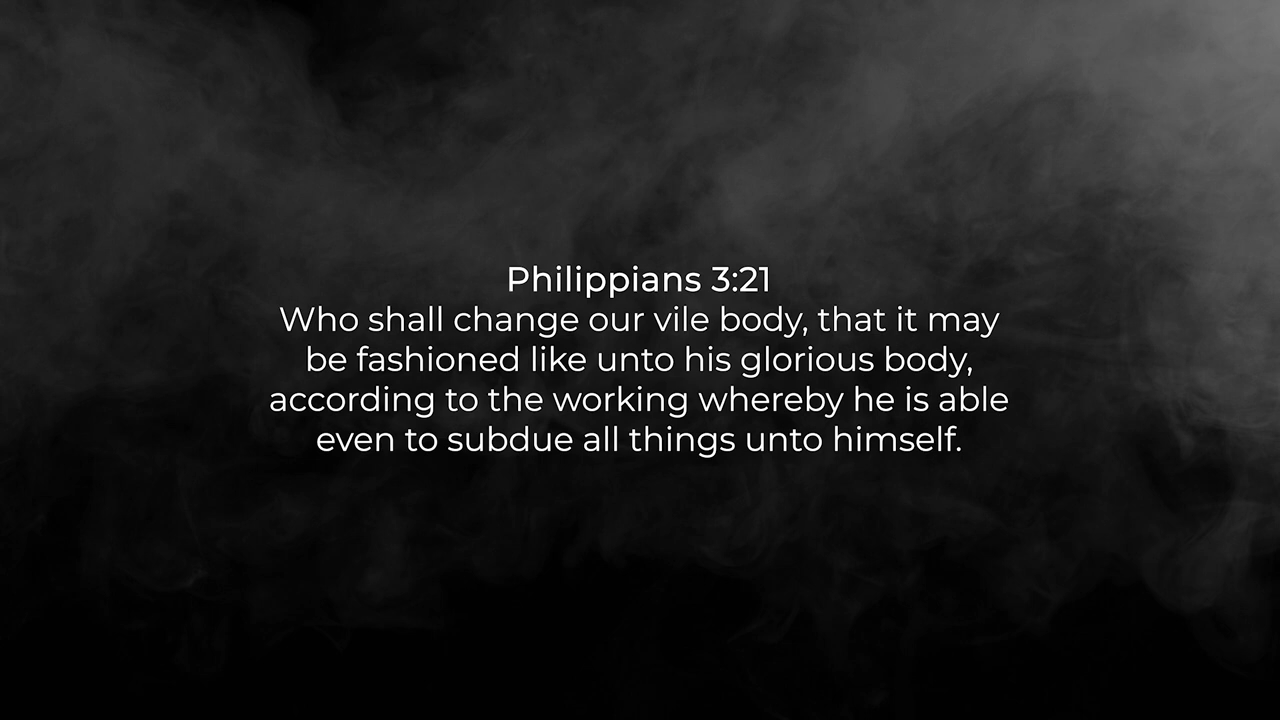 Philippians 3:21
Who shall change our vile body, that it may
be fashioned like unto his glorious body,
according to the working whereby he is able
even to subdue all things unto himself.